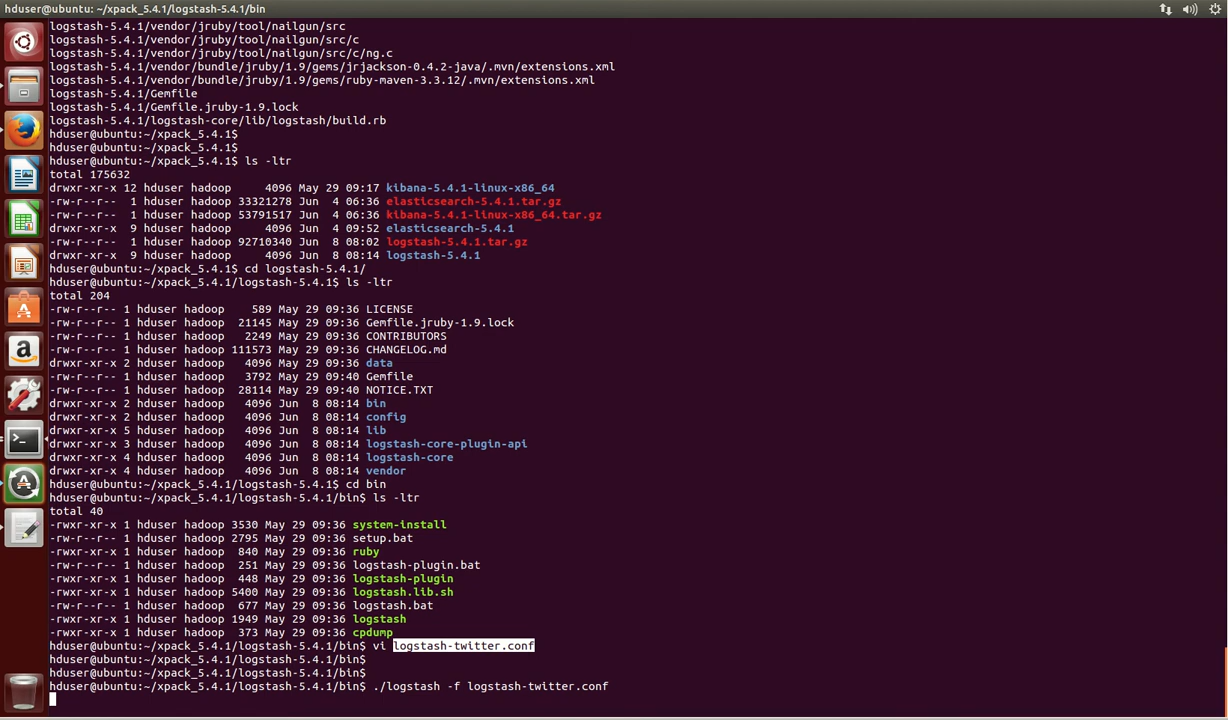 hduser@ubuntu: ~/xpack_5.4.1/logstash-5.4.1/bin
logstash-5.4.1/vendor/jruby/tool/nailgun/src
logstash-5.4.1/vendor/jruby/tool/nailgun/src/c
logstash-5.4.1/vendor/jruby/tool/nailgun/src/c/ng.c
logstash-5.4.1/vendor/bundle/jruby/1.9/gems/jrjackson-0.4.2-java/.mvn/extensions.xml
logstash-5.4.1/vendor/bundle/jruby/1.9/gems/ruby-maven-3.3.12/.mvn/extensions.xml
logstash-5.4.1/Gemfile
logstash-5.4.1/Gemfile.jruby-1.9.lock
logstash-5.4.1/logstash-core/lib/logstash/build.rb
hduser@ubuntu:~/xpack_5.4.1$
hduser@ubuntu:~/xpack_5.4.1$
hduser@ubuntu:~/xpack_5.4.1$ ls -ltr
total 175632
drwxr-xr-x 12 hduser hadoop     4096 May 29 09:17 kibana-5.4.1-linux-x86_64
-rw-r--r--  1 hduser hadoop 33321278 Jun  4 06:36 elasticsearch-5.4.1.tar.gz
-rw-r--r--  1 hduser hadoop 53791517 Jun  4 06:36 kibana-5.4.1-linux-x86_64.tar.gz
drwxr-xr-x  9 hduser hadoop     4096 Jun  4 09:52 elasticsearch-5.4.1
-rw-r--r--  1 hduser hadoop 92710340 Jun  8 08:02 logstash-5.4.1.tar.gz
drwxr-xr-x  9 hduser hadoop     4096 Jun  8 08:14 logstash-5.4.1
hduser@ubuntu:~/xpack_5.4.1$ cd logstash-5.4.1/
hduser@ubuntu:~/xpack_5.4.1/logstash-5.4.1$ ls -ltr
total 204
-rw-r--r-- 1 hduser hadoop    589 May 29 09:36 LICENSE
-rw-r--r-- 1 hduser hadoop  21145 May 29 09:36 Gemfile.jruby-1.9.lock
-rw-r--r-- 1 hduser hadoop   2249 May 29 09:36 CONTRIBUTORS
-rw-r--r-- 1 hduser hadoop 111573 May 29 09:36 CHANGELOG.md
drwxr-xr-x 2 hduser hadoop   4096 May 29 09:36 data
-rw-r--r-- 1 hduser hadoop   3792 May 29 09:40 Gemfile
-rw-r--r-- 1 hduser hadoop  28114 May 29 09:40 NOTICE.TXT
drwxr-xr-x 2 hduser hadoop   4096 Jun  8 08:14 bin
drwxr-xr-x 2 hduser hadoop   4096 Jun  8 08:14 config
drwxr-xr-x 5 hduser hadoop   4096 Jun  8 08:14 lib
drwxr-xr-x 3 hduser hadoop   4096 Jun  8 08:14 logstash-core-plugin-api
drwxr-xr-x 4 hduser hadoop   4096 Jun  8 08:14 logstash-core
drwxr-xr-x 4 hduser hadoop   4096 Jun  8 08:14 vendor
hduser@ubuntu:~/xpack_5.4.1/logstash-5.4.1$ cd bin
hduser@ubuntu:~/xpack_5.4.1/logstash-5.4.1/bin$ ls -ltr
total 40
-rwxr-xr-x 1 hduser hadoop 3530 May 29 09:36 system-install
-rw-r--r-- 1 hduser hadoop 2795 May 29 09:36 setup.bat
-rwxr-xr-x 1 hduser hadoop  840 May 29 09:36 ruby
-rw-r--r-- 1 hduser hadoop  251 May 29 09:36 logstash-plugin.bat
-rwxr-xr-x 1 hduser hadoop  448 May 29 09:36 logstash-plugin
-rwxr-xr-x 1 hduser hadoop 5400 May 29 09:36 logstash.lib.sh
-rw-r--r-- 1 hduser hadoop  677 May 29 09:36 logstash.bat
-rwxr-xr-x 1 hduser hadoop 1949 May 29 09:36 logstash
-rwxr-xr-x 1 hduser hadoop  373 May 29 09:36 cpdump
hduser@ubuntu:~/xpack_5.4.1/logstash-5.4.1/bin$ vi logstash-twitter.conf
hduser@ubuntu:~/xpack_5.4.1/logstash-5.4.1/bin$
hduser@ubuntu:~/xpack_5.4.1/logstash-5.4.1/bin$
hduser@ubuntu:~/xpack_5.4.1/logstash-5.4.1/bin$ ./logstash -f logstash-twitter.conf